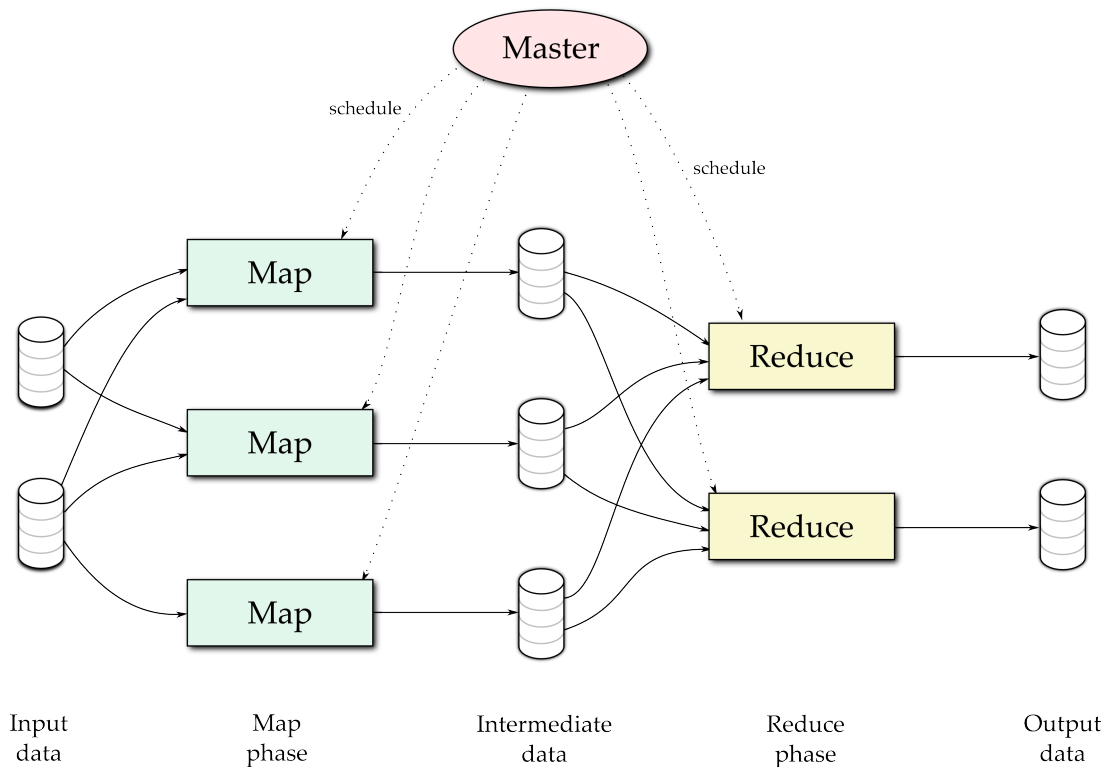 Master
schedule
schedule
Map
Reduce
Map
Reduce
Map
Input
data
Map
phase
Intermediate
data
Reduce
phase
Output
data